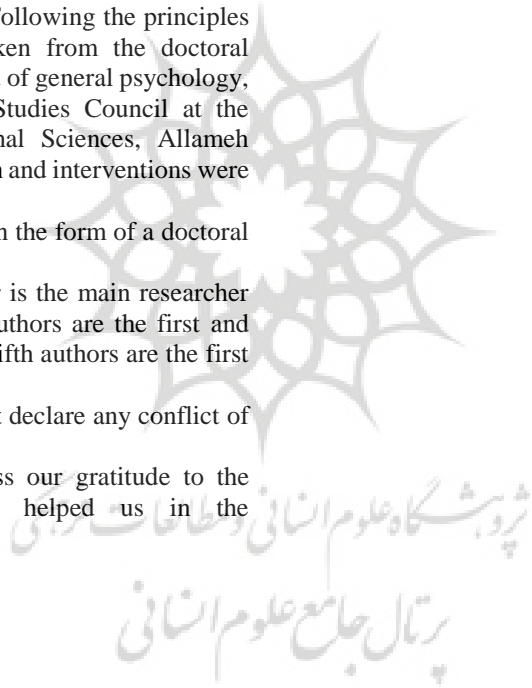 Following the principles
ken from the doctoral
of general psychology,
Studies Council at the
nal Sciences, Allameh
and interventions were
n the form of a doctoral
is the main researcher
uthors are the first and
ifth authors are the first
declare any conflict of
ss our gratitude to the
helped us in the
پژوهشگاه علوم انسانی و مطالعات فرهنگی
پرتال جامع علوم انسانی